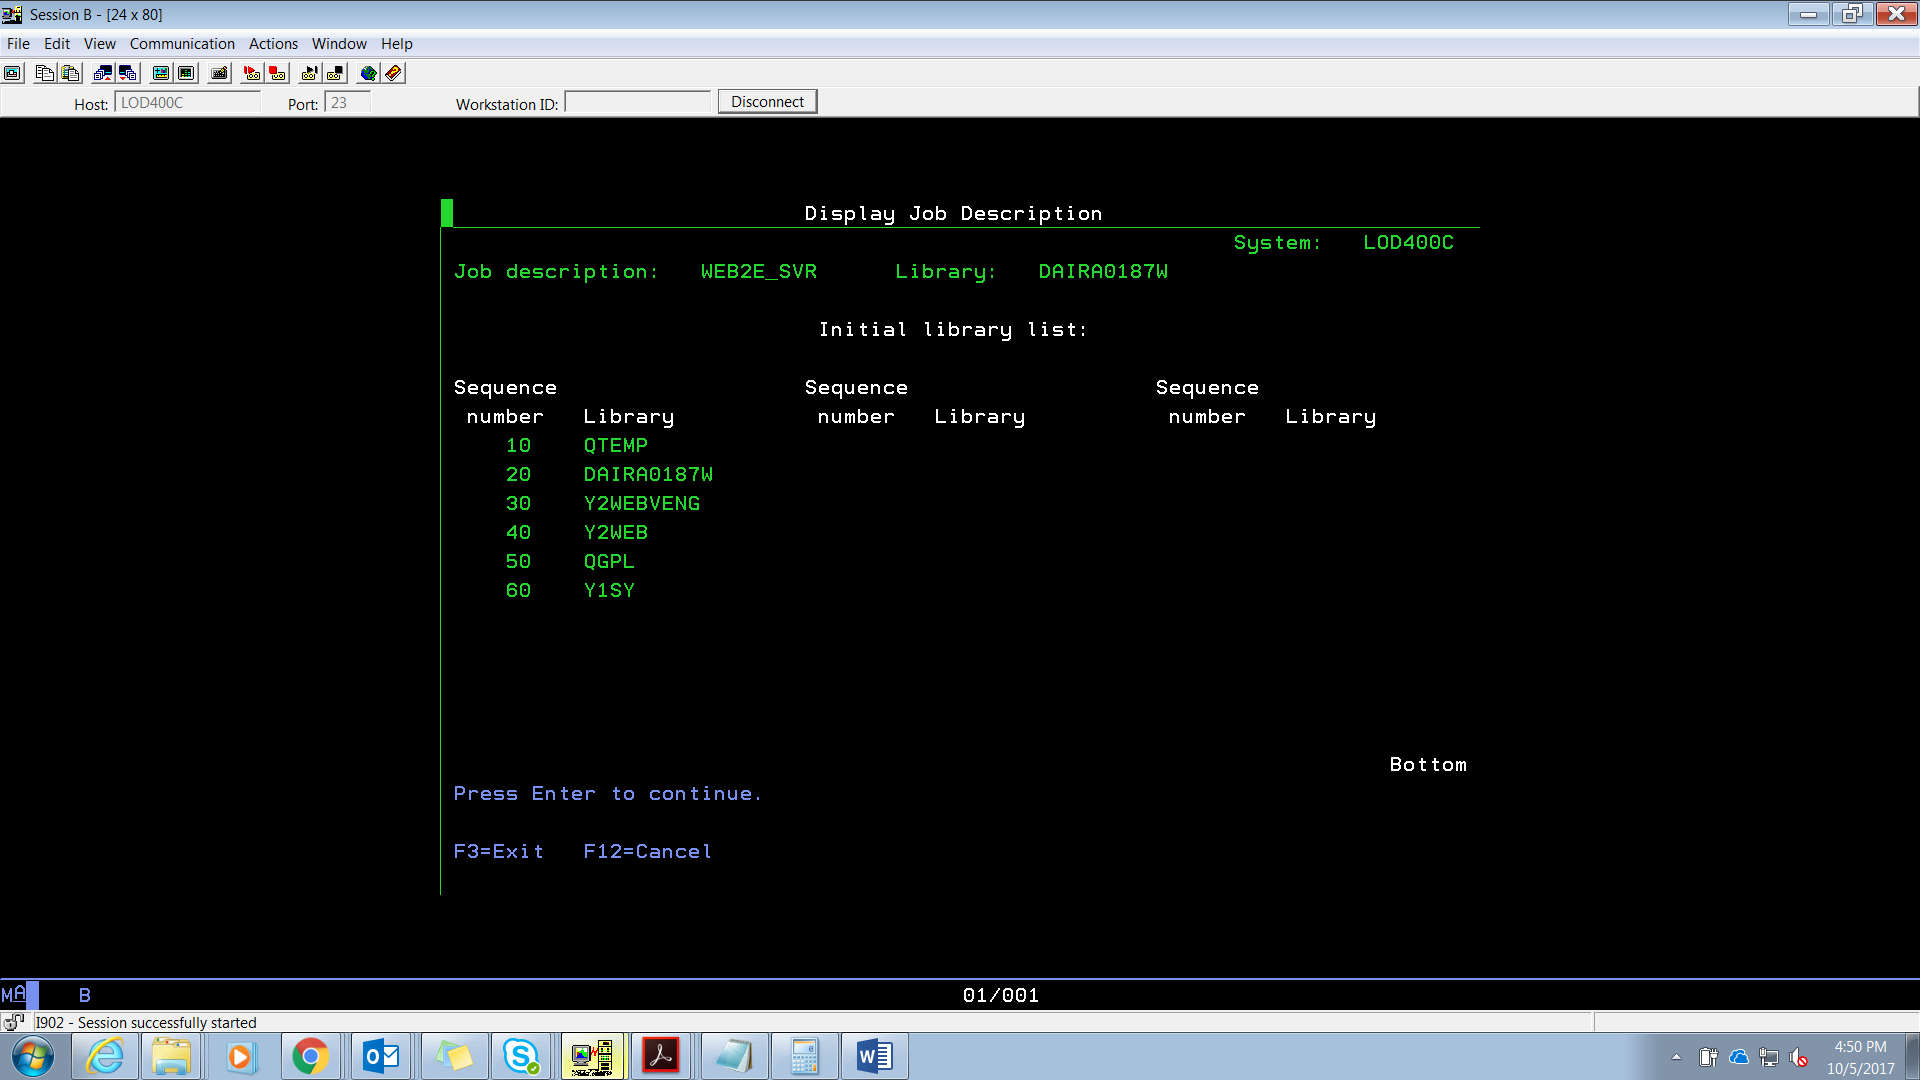 Session B - [24 x 80]
File Edit View Communication Actions Window Help
Host: LOD400C Port: 23 Workstation ID: Disconnect
Display Job Description
System: LOD400C
Job description: WEB2E_SVR Library: DAIRA0187W
Initial library list:
Sequence Sequence Sequence
number Library number Library number Library
10 QTEMP
20 DAIRA0187W
30 Y2WEBVENG
40 Y2WEB
50 QGPL
60 Y1SY
Bottom
Press Enter to continue.
F3=Exit F12=Cancel
MA B 01/001
I902 - Session successfully started
4:50 PM
10/5/2017